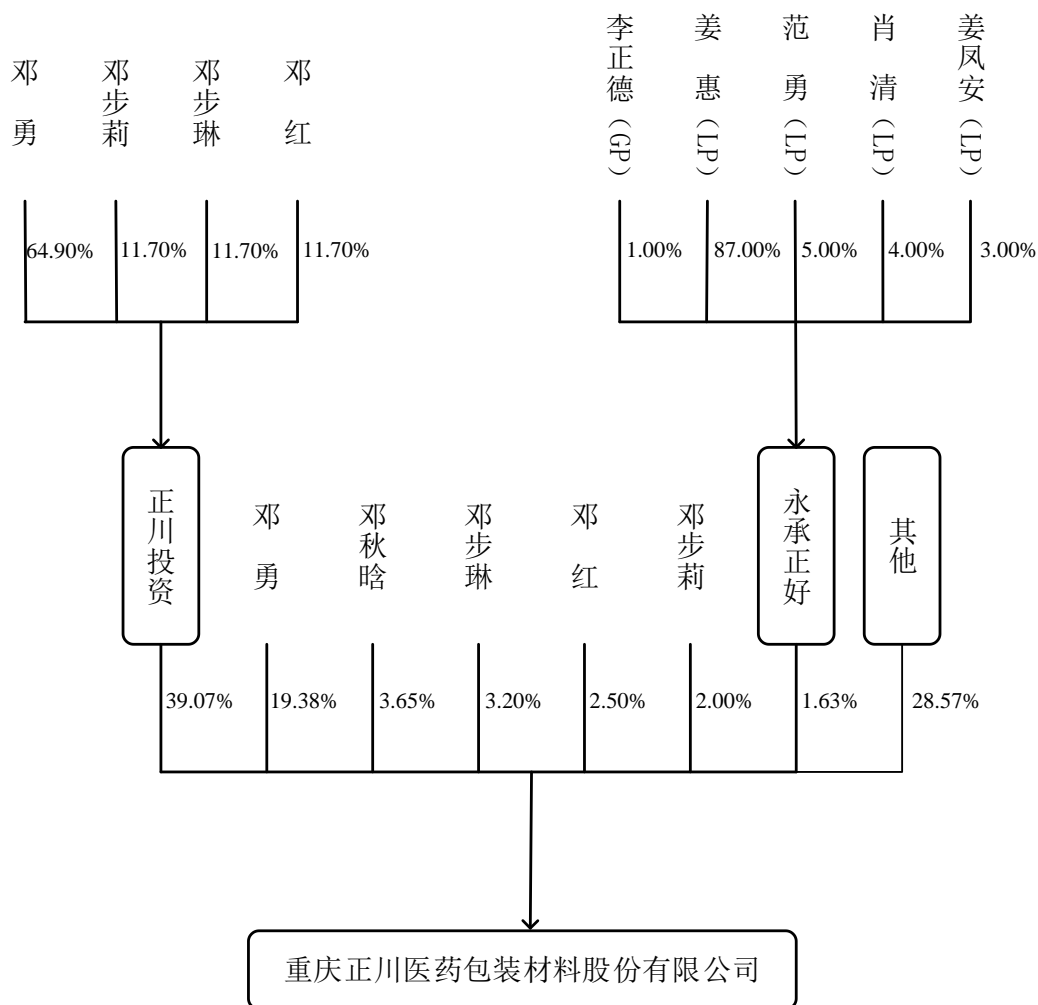 邓勇
邓步莉
邓步琳
邓红
李正德(GP)
姜惠(LP)
范勇(LP)
肖清(LP)
姜凤安(LP)
64.90%
11.70%
11.70%
11.70%
1.00%
87.00%
5.00%
4.00%
3.00%
正川投资
邓勇
邓秋晗
邓步琳
邓红
邓步莉
永承正好
其他
39.07%
19.38%
3.65%
3.20%
2.50%
2.00%
1.63%
28.57%
重庆正川医药包装材料股份有限公司